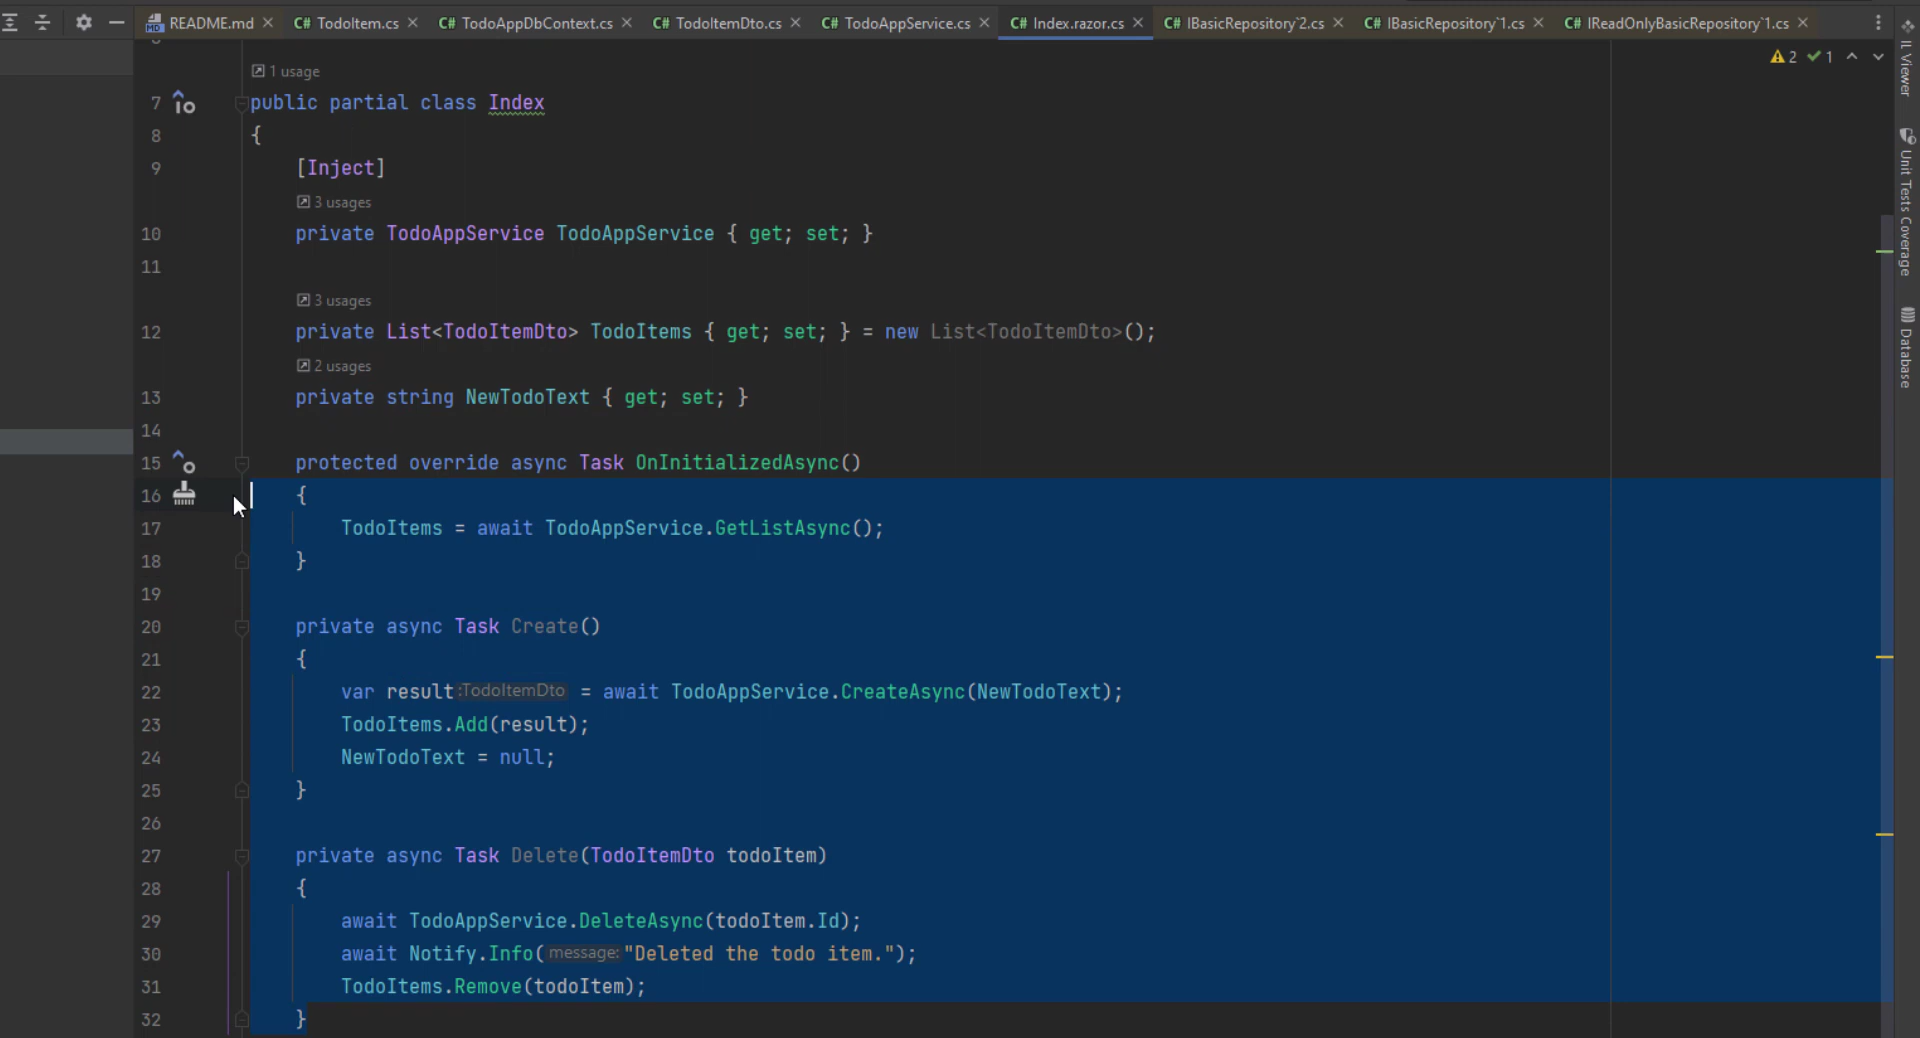 README.md
C# TodoItem.cs
C# TodoAppDbContext.cs
C# TodoItemDto.cs
C# TodoAppService.cs
C# Index.razor.cs
C# IBasicRepository`2.cs
C# IBasicRepository`1.cs
C# IReadOnlyBasicRepository`1.cs
2 1
IL Viewer
Unit Tests Coverage
Database
1 usage
7 public partial class Index
8 {
9 [Inject]
3 usages
10 private TodoAppService TodoAppService { get; set; }
11
3 usages
12 private List<TodoItemDto> TodoItems { get; set; } = new List<TodoItemDto>();
2 usages
13 private string NewTodoText { get; set; }
14
15 protected override async Task OnInitializedAsync()
16 {
17 TodoItems = await TodoAppService.GetListAsync();
18 }
19
20 private async Task Create()
21 {
22 var result :TodoItemDto = await TodoAppService.CreateAsync(NewTodoText);
23 TodoItems.Add(result);
24 NewTodoText = null;
25 }
26
27 private async Task Delete(TodoItemDto todoItem)
28 {
29 await TodoAppService.DeleteAsync(todoItem.Id);
30 await Notify.Info( message: "Deleted the todo item.");
31 TodoItems.Remove(todoItem);
32 }